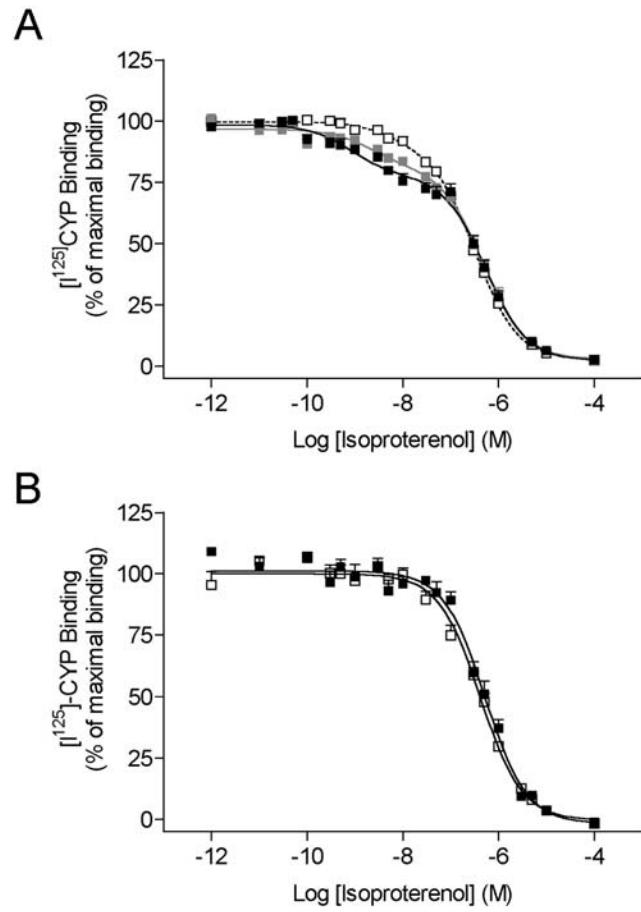 A
[I¹²⁵]CYP Binding
(% of maximal binding)
125
100
75
50
25
0
-12
-10
-8
-6
-4
Log [Isoproterenol] (M)
B
[I¹²⁵]-CYP Binding
(% of maximal binding)
125
100
75
50
25
0
-12
-10
-8
-6
-4
Log [Isoproterenol] (M)